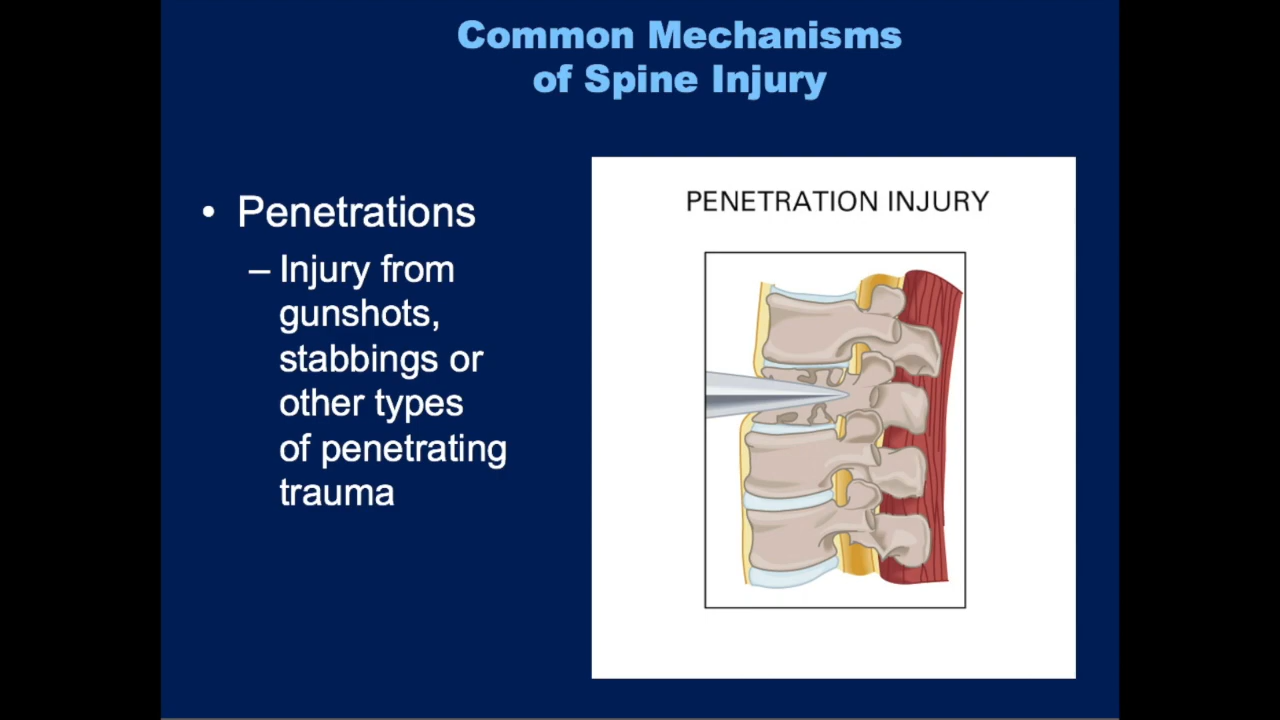 Common Mechanisms
of Spine Injury
• Penetrations
– Injury from
gunshots,
stabbings or
other types
of penetrating
trauma
PENETRATION INJURY